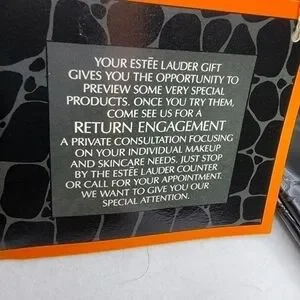 YOUR ESTĒE LAUDER GIFT
GIVES YOU THE OPPORTUNITY TO
PREVIEW SOME VERY SPECIAL
PRODUCTS. ONCE YOU TRY THEM,
COME SEE US FOR A
RETURN ENGAGEMENT
A PRIVATE CONSULTATION FOCUSING
ON YOUR INDIVIDUAL MAKEUP
AND SKINCARE NEEDS. JUST STOP
BY THE ESTĒE LAUDER COUNTER
OR CALL FOR YOUR APPOINTMENT.
WE WANT TO GIVE YOU OUR
SPECIAL ATTENTION.